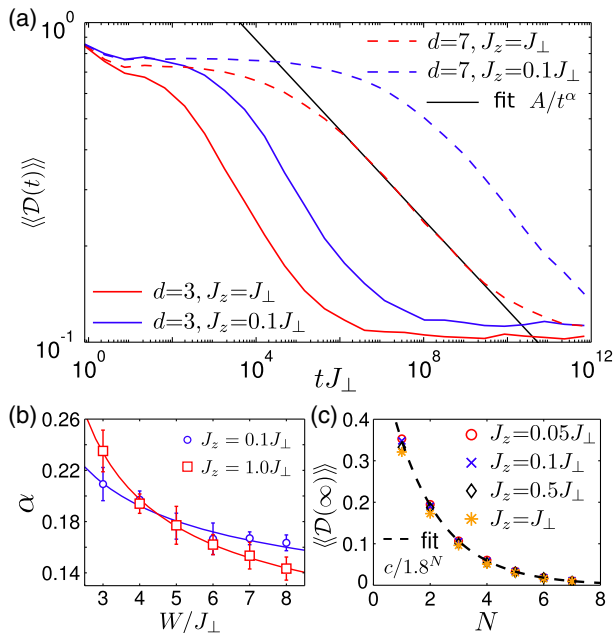 (a)
10^0
d=7, J_z=J_⊥
d=7, J_z=0.1J_⊥
fit A/t^α
⟨⟨𝒟(t)⟩⟩
d=3, J_z=J_⊥
d=3, J_z=0.1J_⊥
10^-1
10^0 10^4 10^8 10^12
tJ_⊥
(b)
0.26
0.22
0.18
0.14
α
J_z = 0.1J_⊥
J_z = 1.0J_⊥
3 4 5 6 7 8
W/J_⊥
(c)
0.4
0.3
0.2
0.1
0
⟨⟨𝒟(∞)⟩⟩
J_z=0.05J_⊥
J_z=0.1J_⊥
J_z=0.5J_⊥
J_z=J_⊥
fit
c/1.8^N
0 2 4 6 8
N